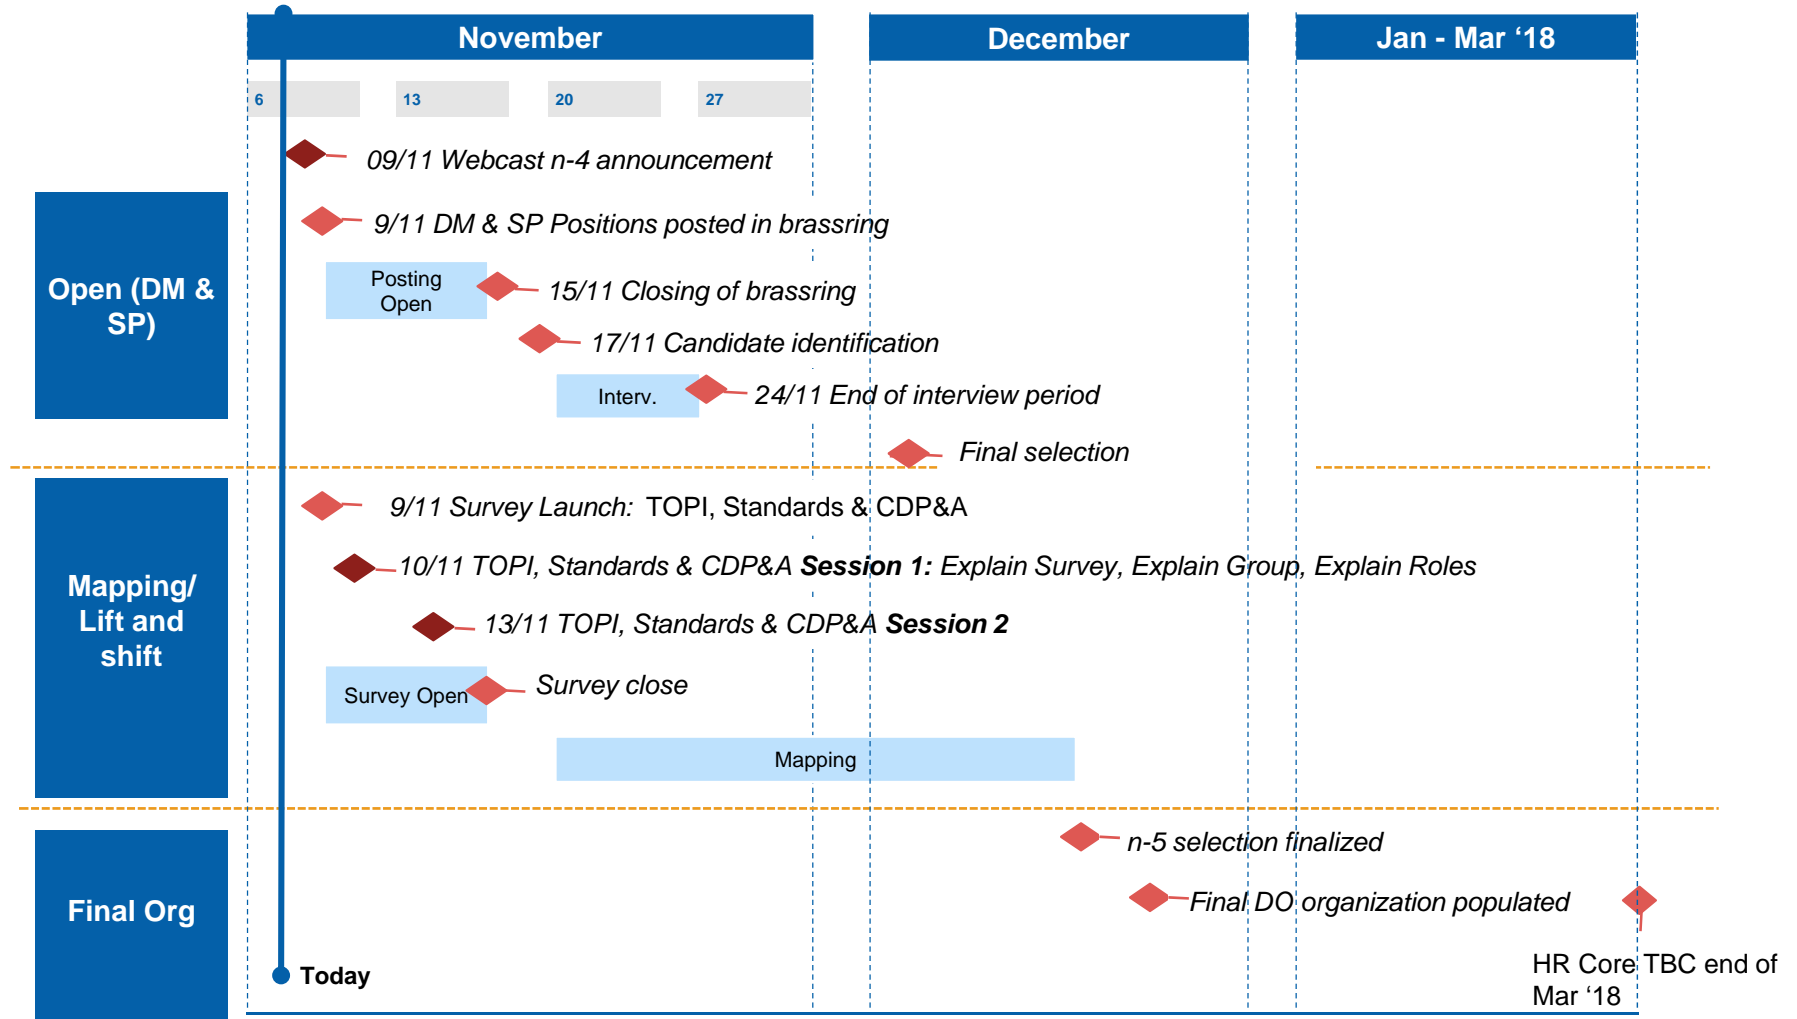 November
December
Jan - Mar ‘18
6
13
20
27
09/11 Webcast n-4 announcement
Open (DM &
SP)
9/11 DM & SP Positions posted in brassring
Posting
Open
15/11 Closing of brassring
17/11 Candidate identification
Interv.
24/11 End of interview period
Final selection
Mapping/
Lift and
shift
9/11 Survey Launch: TOPI, Standards & CDP&A
10/11 TOPI, Standards & CDP&A Session 1: Explain Survey, Explain Group, Explain Roles
13/11 TOPI, Standards & CDP&A Session 2
Survey Open
Survey close
Mapping
Final Org
n-5 selection finalized
Final DO organization populated
HR Core TBC end of
Mar ‘18
Today